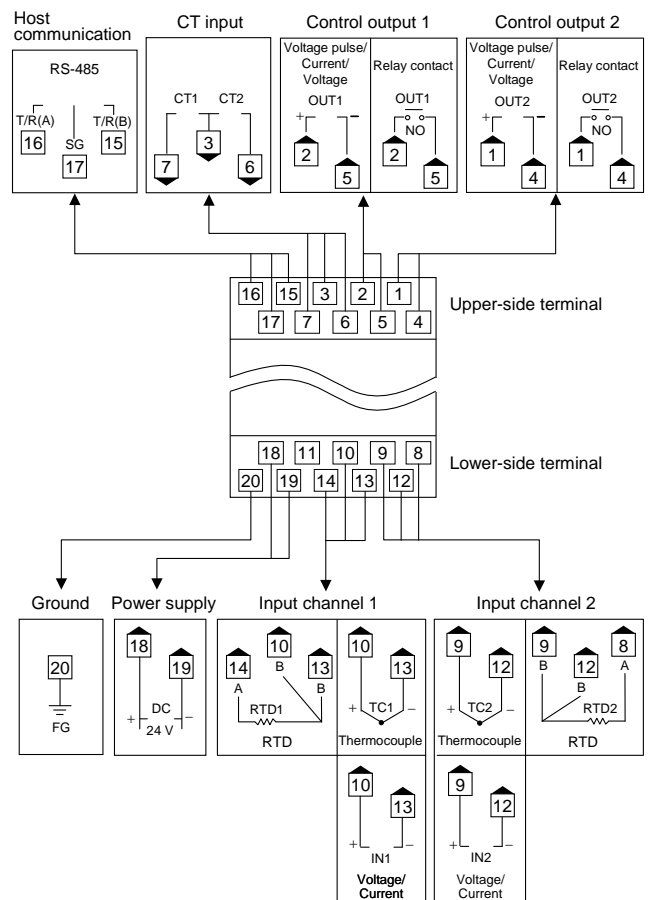 Host
communication
CT input
Control output 1
Control output 2
RS-485
T/R(A)
T/R(B)
16
SG
15
17
CT1 CT2
7
3
6
Voltage pulse/
Current/
Voltage
OUT1
+ −
2
5
Relay contact
OUT1
NO
2
5
Voltage pulse/
Current/
Voltage
OUT2
+ −
1
4
Relay contact
OUT2
NO
1
4
16 15 3 2 1
17 7 6 5 4
Upper-side terminal
18 11 10 9 8
20 19 14 13 12
Lower-side terminal
Ground
Power supply
Input channel 1
Input channel 2
20
FG
18
19
+ DC −
24 V
14 10 13
A B B
RTD1
RTD
10
13
+ TC1 −
Thermocouple
9
12
+ TC2 −
Thermocouple
9 12 8
B B A
RTD2
RTD
10
13
+ IN1 −
Voltage/
Current
9
12
+ IN2 −
Voltage/
Current